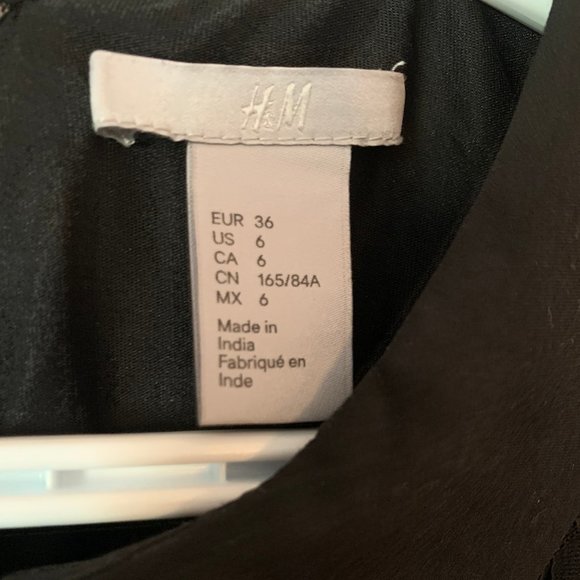 H&M
EUR 36
US 6
CA 6
CN 165/84A
MX 6
Made in
India
Fabriqué en
Inde